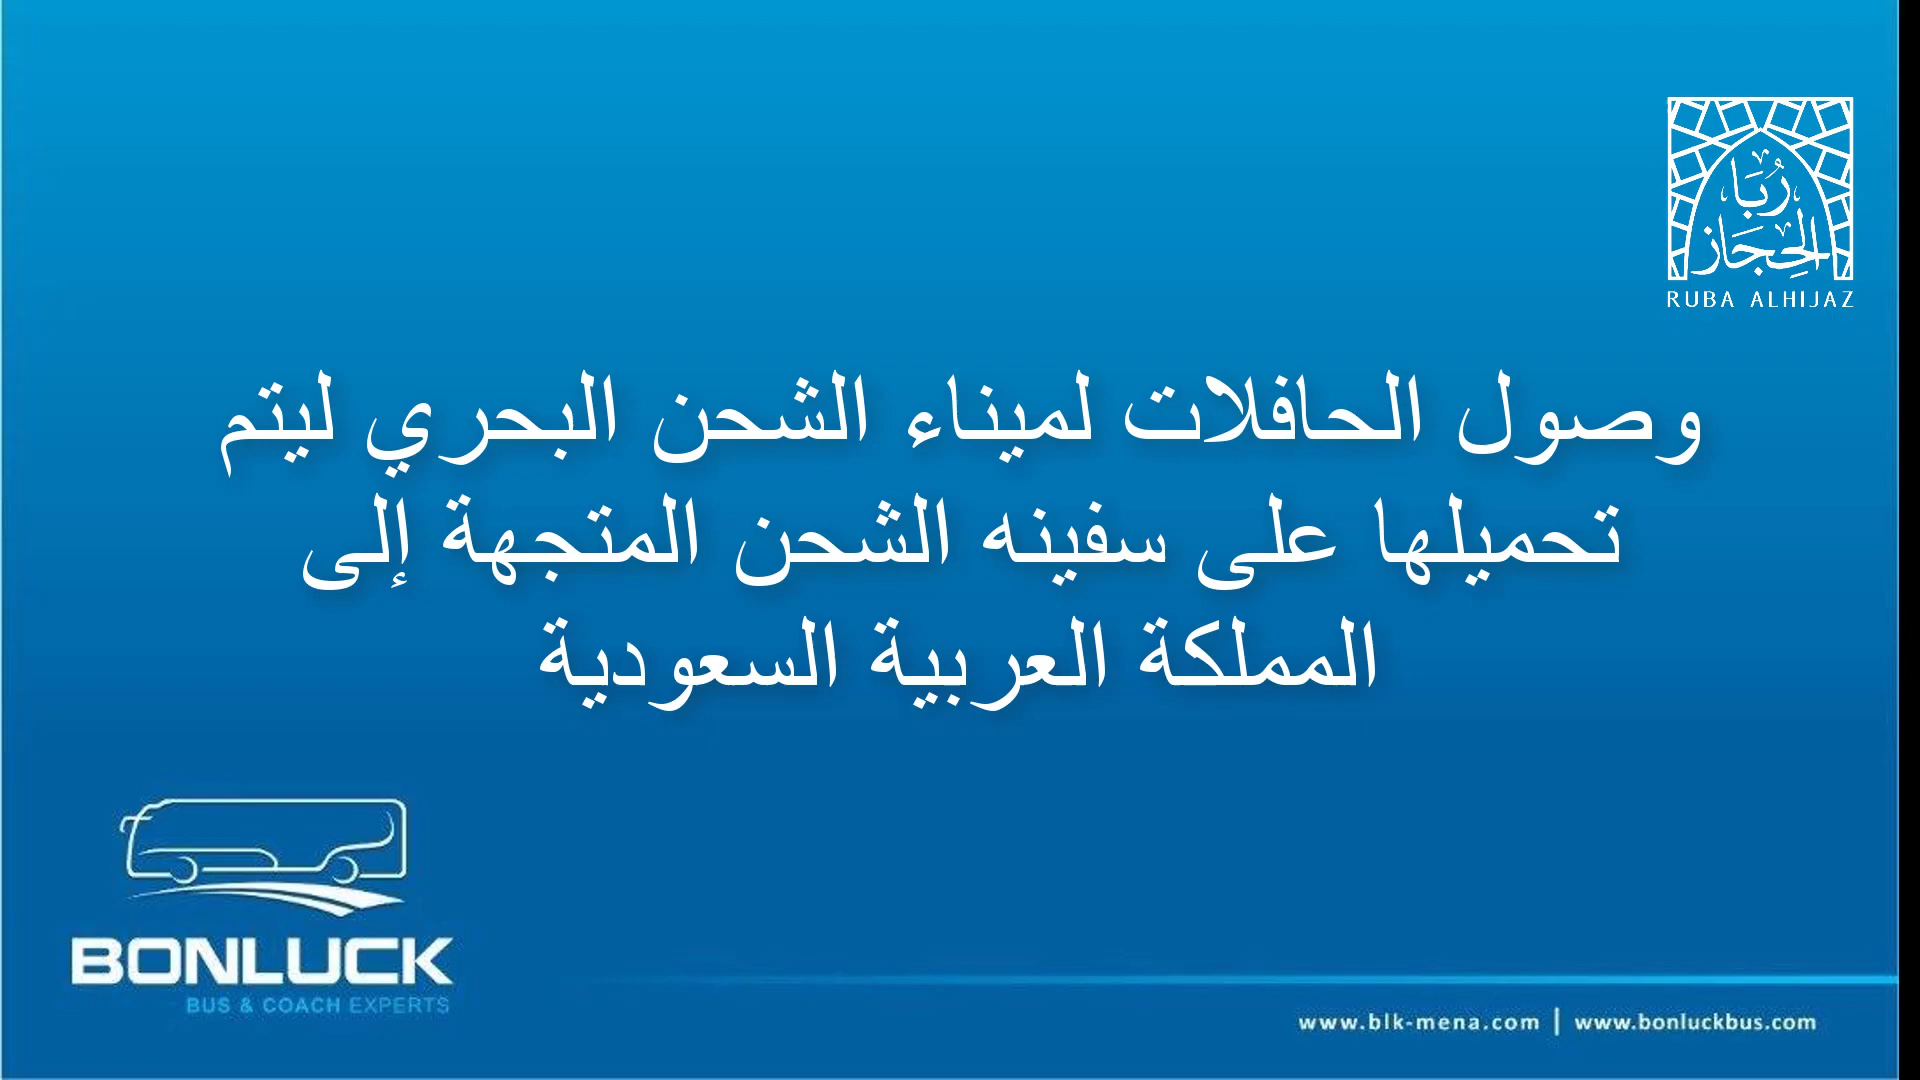 رُبَا
الحِجَاز
RUBA ALHIJAZ
وصول الحافلات لميناء الشحن البحري ليتم
تحميلها على سفينه الشحن المتجهة إلى
المملكة العربية السعودية
BONLUCK
BUS & COACH EXPERTS
www.blk-mena.com | www.bonluckbus.com